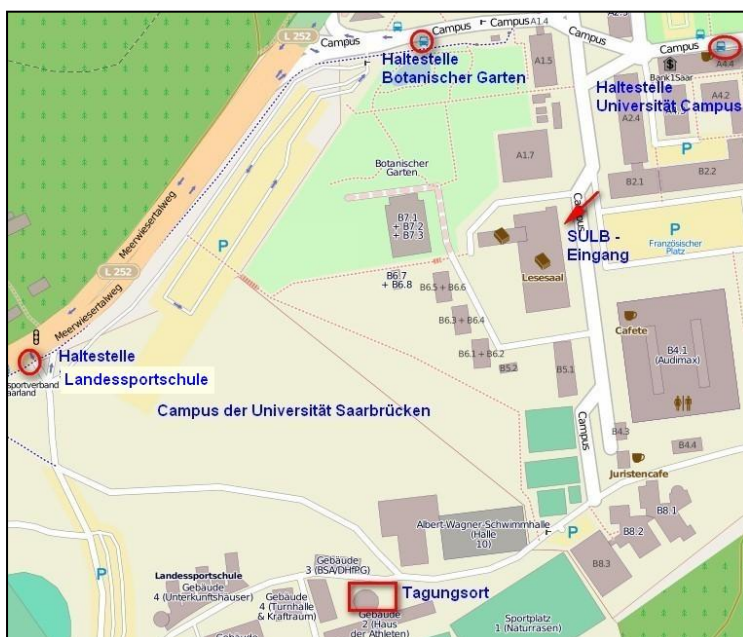 L 252
Campus
Campus
A1.4
Campus
Campus
Haltestelle
Botanischer Garten
A1.5
Bank1Saar
A4.4
Haltestelle
Universität Campus
A4.2
A2.4
A1.7
Botanischer
Garten
B2.1
B2.2
P
Meerwiesertalweg
B7.1
+ B7.2
+ B7.3
Campus
SULB -
Eingang
P
Französischer
Platz
P
L 252
Lesesaal
B6.7
+ B6.8
B6.5 + B6.6
Meerwiesertalweg
B6.3 + B6.4
Cafete
B4.1
(Audimax)
Haltestelle
Landessportschule
sportverband
aarland
B6.1 + B6.2
B5.2
B5.1
Campus der Universität Saarbrücken
Campus
B4.3
B4.4
Juristencafe
Albert-Wagner-Schwimmhalle
(Halle
10)
P
B8.1
B8.2
B8.3
Gebäude
3 (BSA/DHfPG)
P
Landessportschule
Gebäude
4 (Unterkunftshäuser)
Gebäude
4 (Turnhalle
& Kraftraum)
Tagungsort
Gebäude
2 (Haus
der Athleten)
Sportplatz
1 (Naturrasen)
Gebäude